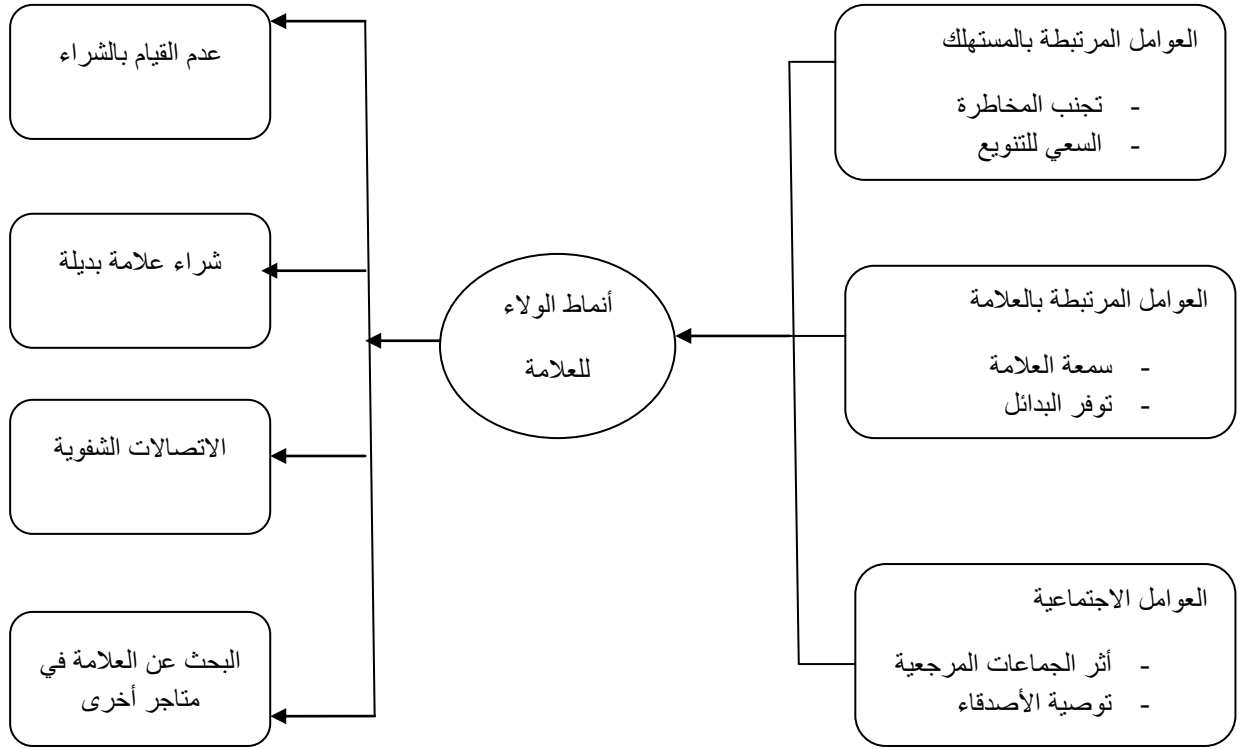 العوامل المرتبطة بالمستهلك
- تجنب المخاطرة
- السعي للتنويع
العوامل المرتبطة بالعلامة
- سمعة العلامة
- توفر البدائل
العوامل الاجتماعية
- أثر الجماعات المرجعية
- توصية الأصدقاء
أنماط الولاء
للعلامة
عدم القيام بالشراء
شراء علامة بديلة
الاتصالات الشفوية
البحث عن العلامة في
متاجر أخرى